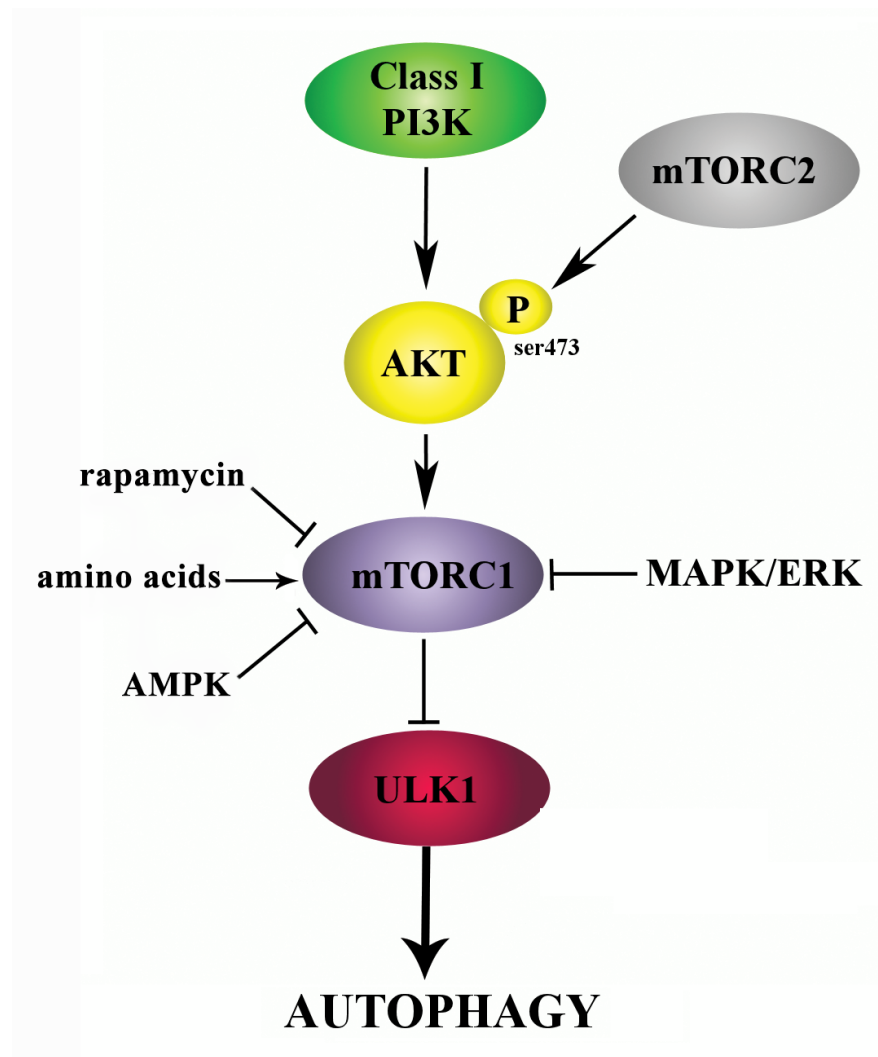 Class I
PI3K
mTORC2
P
ser473
AKT
rapamycin
amino acids
mTORC1
MAPK/ERK
AMPK
ULK1
AUTOPHAGY